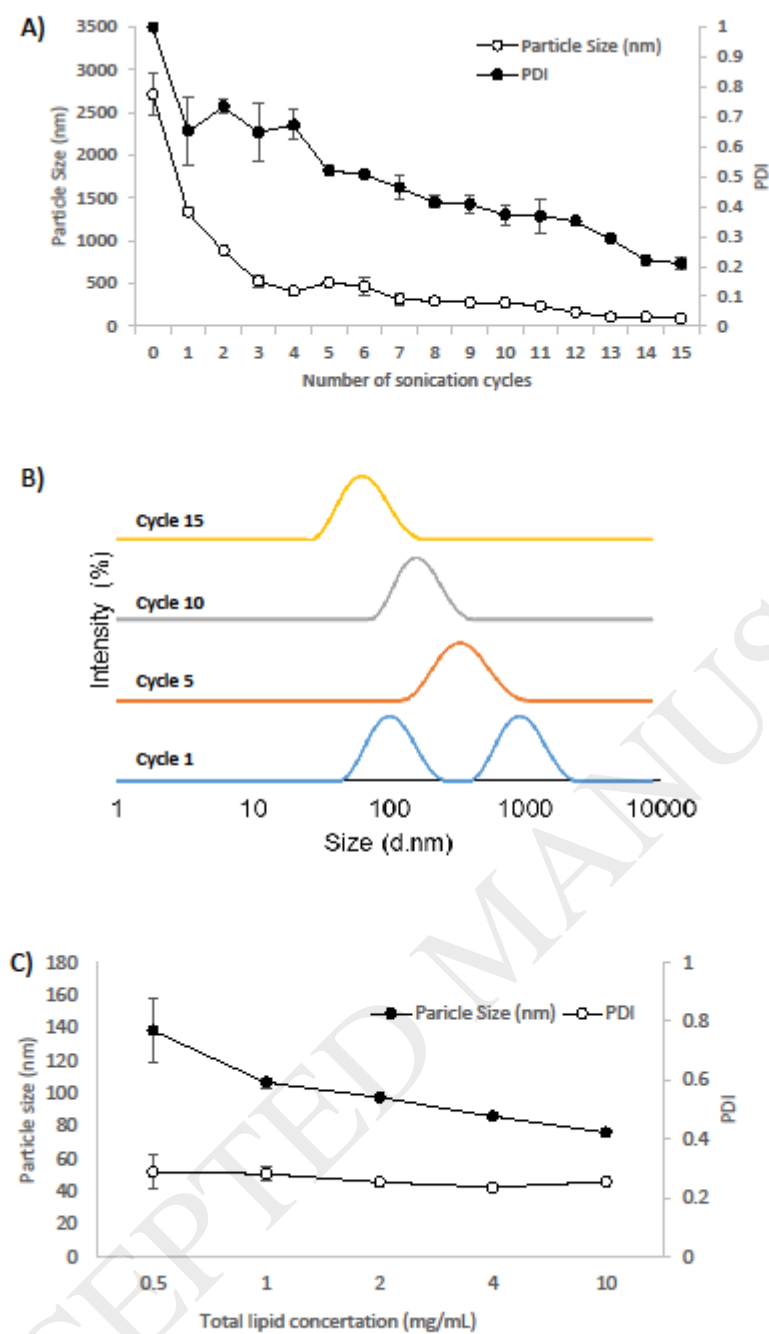 A)
Particle Size (nm)
PDI
3500
3000
2500
2000
1500
1000
500
0
Particle Size (nm)
1
0.9
0.8
0.7
0.6
0.5
0.4
0.3
0.2
0.1
0
PDI
0 1 2 3 4 5 6 7 8 9 10 11 12 13 14 15
Number of sonication cycles
B)
Cycle 15
Cycle 10
Cycle 5
Cycle 1
Intensity (%)
1 10 100 1000 10000
Size (d.nm)
C)
Paricle Size (nm) PDI
180
160
140
120
100
80
60
40
20
0
Particle size (nm)
1
0.8
0.6
0.4
0.2
0
PDI
0.5 1 2 4 10
Total lipid concertation (mg/mL)
CEPTED MANUS